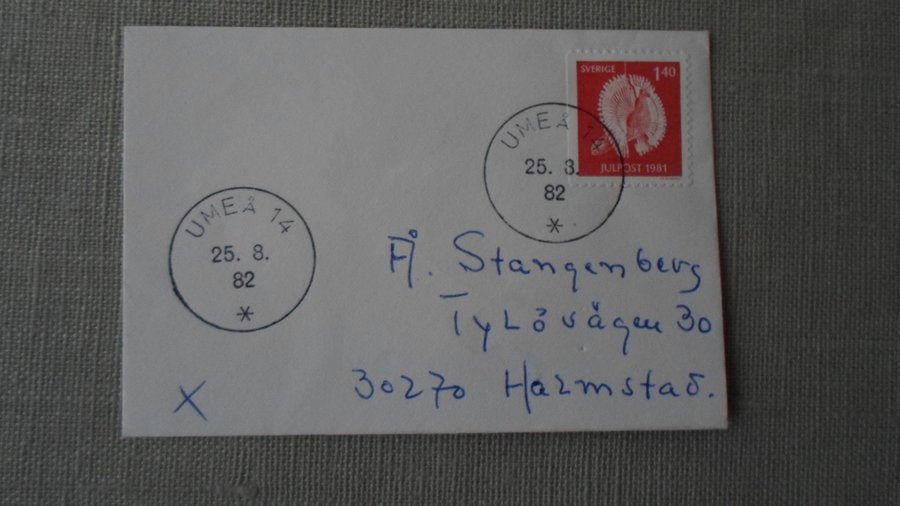 SVERIGE 1.40
JULPOST 1981
UMEÅ 14
25. 8.
82
*
UMEÅ 14
25. 8.
82
*
Å. Stangenberg
Tylövägen 30
30270 Halmstad.
X